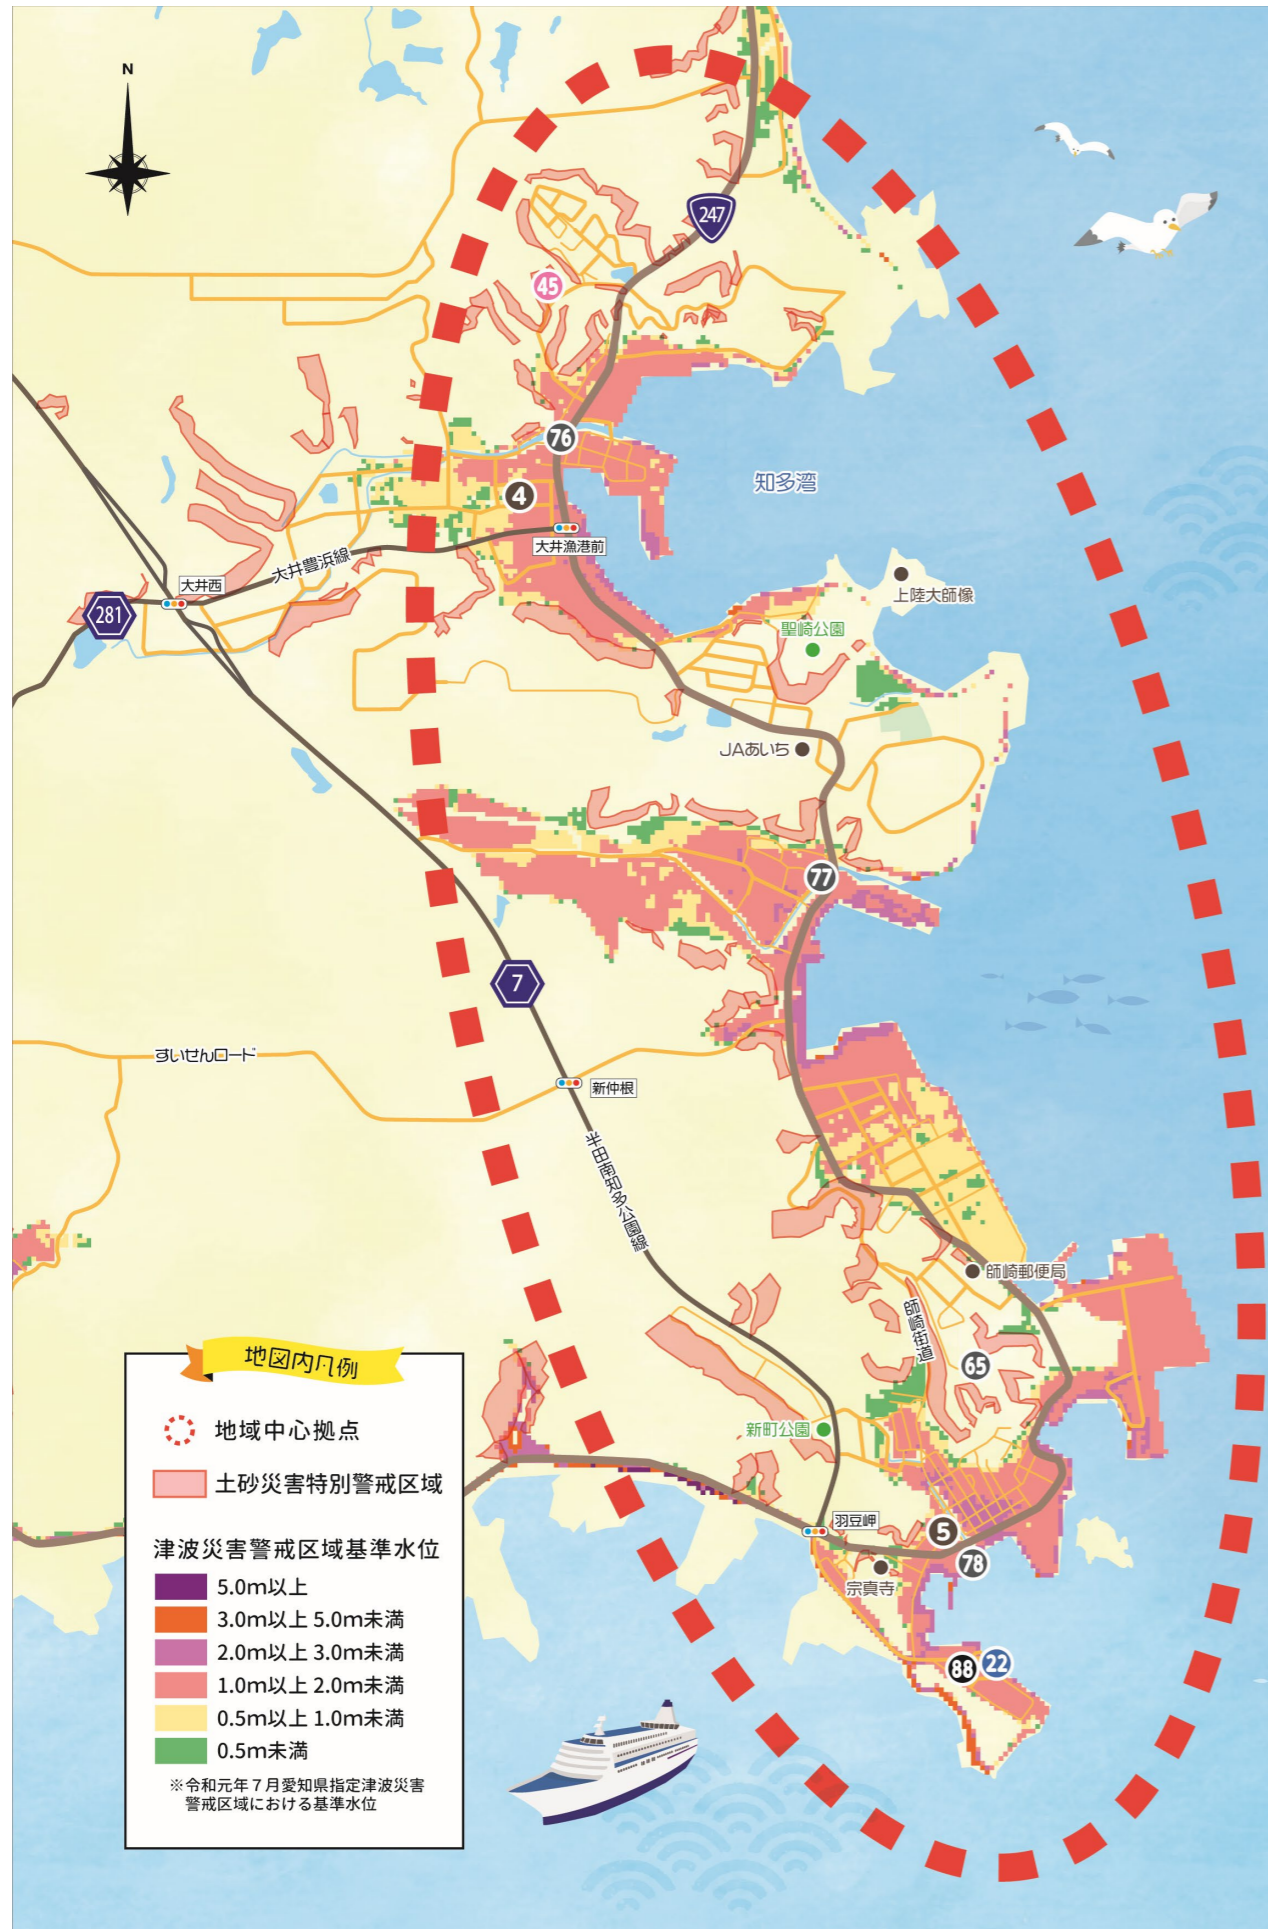 N
247
45
76
知多湾
4
大井漁港前
大井豊浜線
大井西
281
上陸大師像
聖崎公園
JAあいち
77
7
すいせんロード
新仲根
半田南知多公園線
師崎郵便局
師崎街道
65
新町公園
羽豆岬
5
78
宗真寺
88
22
地図内凡例
地域中心拠点
土砂災害特別警戒区域
津波災害警戒区域基準水位
5.0m以上
3.0m以上 5.0m未満
2.0m以上 3.0m未満
1.0m以上 2.0m未満
0.5m以上 1.0m未満
0.5m未満
※令和元年7月愛知県指定津波災害
警戒区域における基準水位